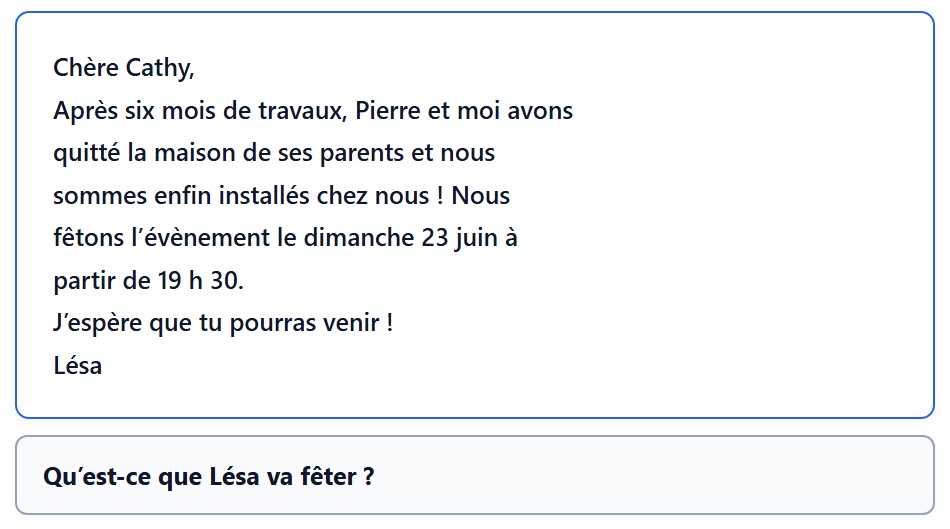 Chère Cathy,
Après six mois de travaux, Pierre et moi avons
quitté la maison de ses parents et nous
sommes enfin installés chez nous ! Nous
fêtons l’évènement le dimanche 23 juin à
partir de 19 h 30.
J’espère que tu pourras venir !
Lésa
Qu’est-ce que Lésa va fêter ?